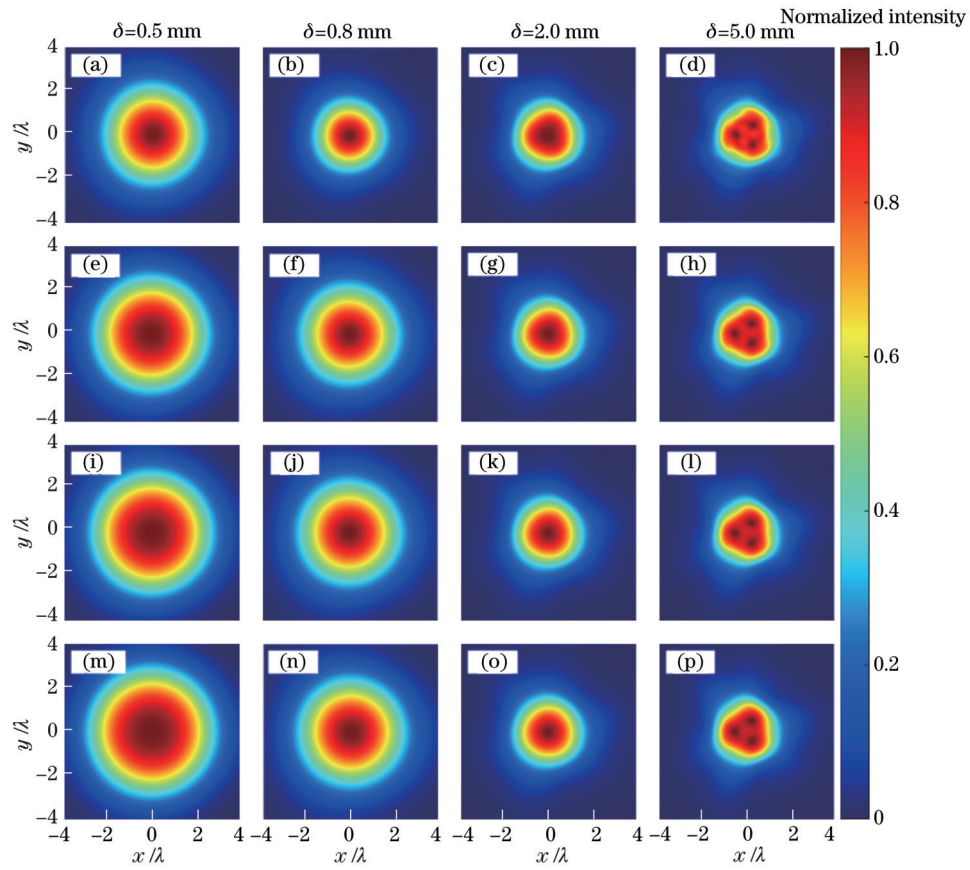 Normalized intensity
δ=0.5 mm δ=0.8 mm δ=2.0 mm δ=5.0 mm
4 (a) (b) (c) (d) 1.0
2
0
−2
−4
y/λ
4 (e) (f) (g) (h) 0.8
2
0
−2
−4
y/λ
0.6
4 (i) (j) (k) (l)
2
0
−2
−4
y/λ
0.4
4 (m) (n) (o) (p)
2
0
−2
−4
y/λ
0.2
0
−4 −2 0 2 4 −4 −2 0 2 4 −4 −2 0 2 4 −4 −2 0 2 4
x/λ x/λ x/λ x/λ